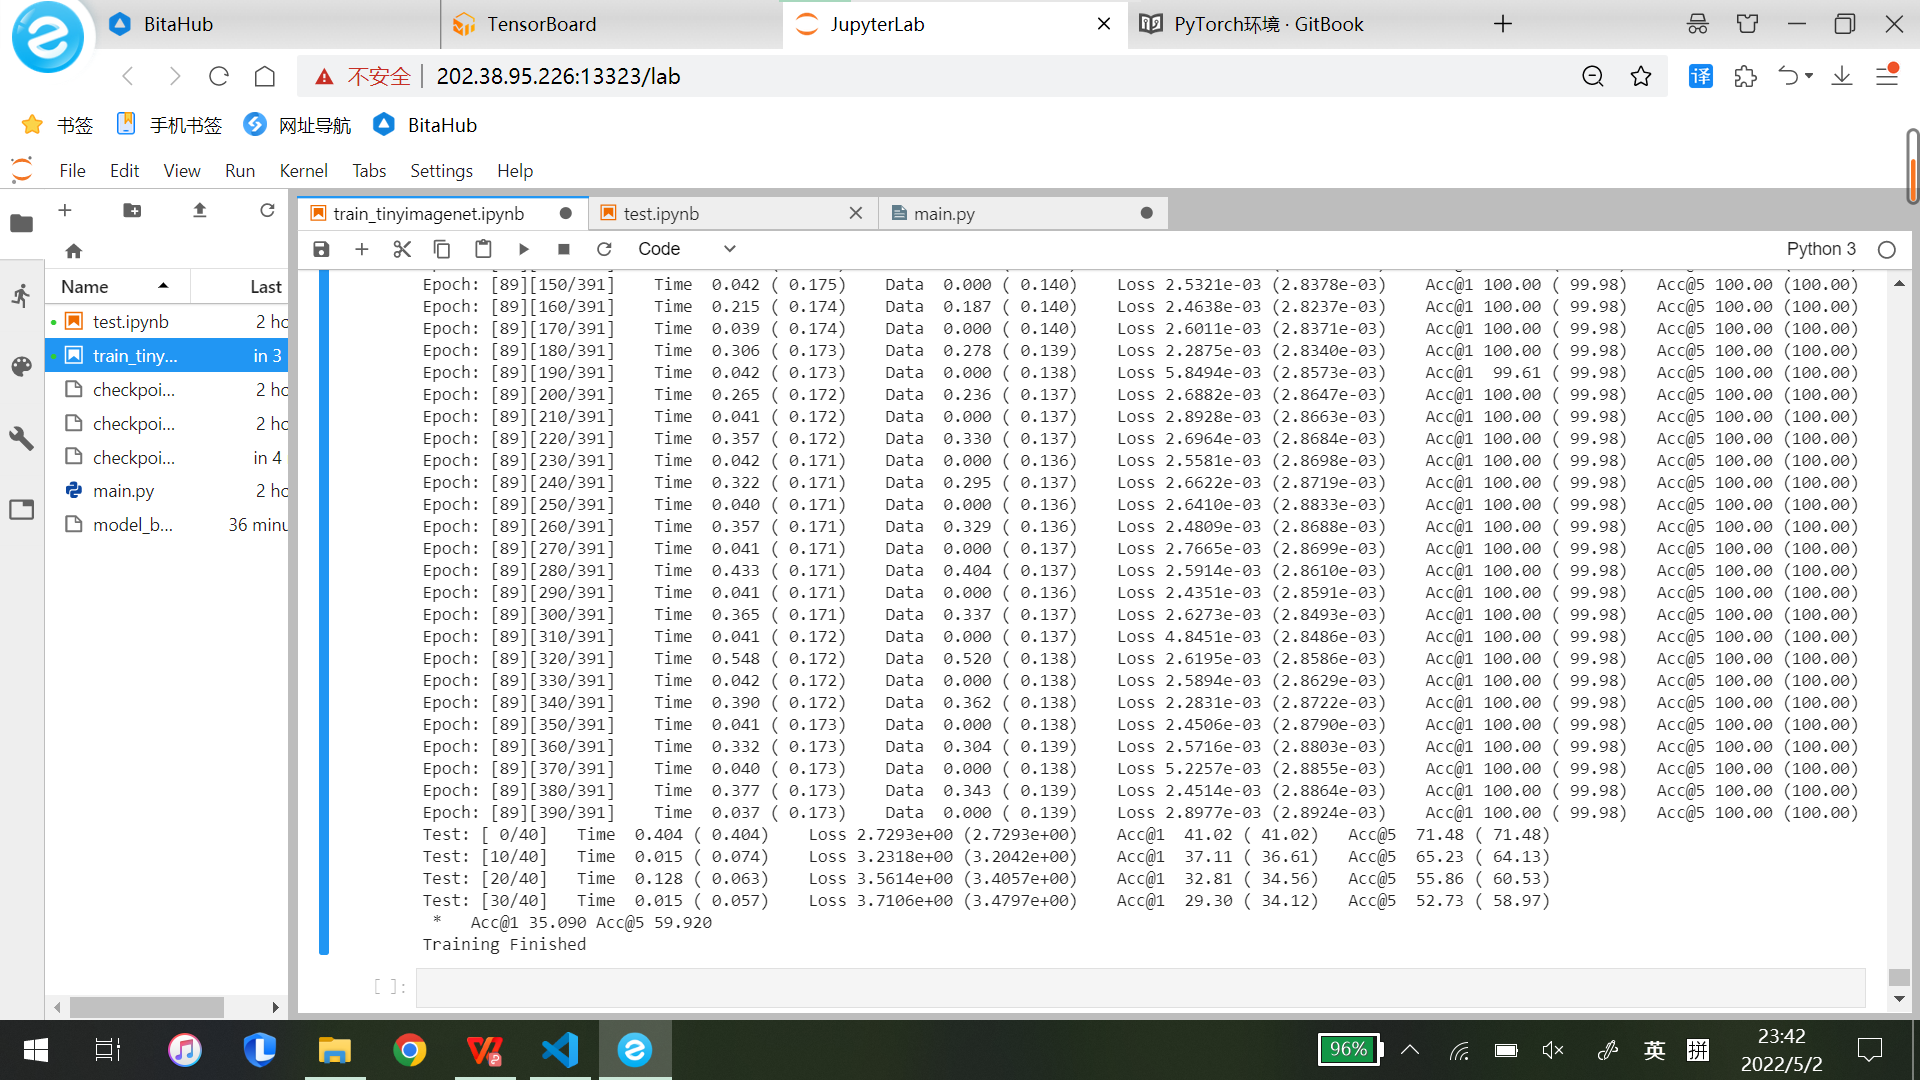 BitaHub
TensorBoard
JupyterLab
PyTorch环境 · GitBook
不安全
202.38.95.226:13323/lab
译
书签
手机书签
网址导航
BitaHub
File Edit View Run Kernel Tabs Settings Help
train_tinyimagenet.ipynb
test.ipynb
main.py
Code
Python 3
Name
Last
test.ipynb 2 hc
train_tiny... in 3
checkpoi... 2 hc
checkpoi... 2 hc
checkpoi... in 4
main.py 2 hc
model_b... 36 minu
Epoch: [89][150/391] Time 0.042 ( 0.175) Data 0.000 ( 0.140) Loss 2.5321e-03 (2.8378e-03) Acc@1 100.00 ( 99.98) Acc@5 100.00 (100.00)
Epoch: [89][160/391] Time 0.215 ( 0.174) Data 0.187 ( 0.140) Loss 2.4638e-03 (2.8237e-03) Acc@1 100.00 ( 99.98) Acc@5 100.00 (100.00)
Epoch: [89][170/391] Time 0.039 ( 0.174) Data 0.000 ( 0.140) Loss 2.6011e-03 (2.8371e-03) Acc@1 100.00 ( 99.98) Acc@5 100.00 (100.00)
Epoch: [89][180/391] Time 0.306 ( 0.173) Data 0.278 ( 0.139) Loss 2.2875e-03 (2.8340e-03) Acc@1 100.00 ( 99.98) Acc@5 100.00 (100.00)
Epoch: [89][190/391] Time 0.042 ( 0.173) Data 0.000 ( 0.138) Loss 5.8494e-03 (2.8573e-03) Acc@1 99.61 ( 99.98) Acc@5 100.00 (100.00)
Epoch: [89][200/391] Time 0.265 ( 0.172) Data 0.236 ( 0.137) Loss 2.6882e-03 (2.8647e-03) Acc@1 100.00 ( 99.98) Acc@5 100.00 (100.00)
Epoch: [89][210/391] Time 0.041 ( 0.172) Data 0.000 ( 0.137) Loss 2.8928e-03 (2.8663e-03) Acc@1 100.00 ( 99.98) Acc@5 100.00 (100.00)
Epoch: [89][220/391] Time 0.357 ( 0.172) Data 0.330 ( 0.137) Loss 2.6964e-03 (2.8684e-03) Acc@1 100.00 ( 99.98) Acc@5 100.00 (100.00)
Epoch: [89][230/391] Time 0.042 ( 0.171) Data 0.000 ( 0.136) Loss 2.5581e-03 (2.8698e-03) Acc@1 100.00 ( 99.98) Acc@5 100.00 (100.00)
Epoch: [89][240/391] Time 0.322 ( 0.171) Data 0.295 ( 0.137) Loss 2.6622e-03 (2.8719e-03) Acc@1 100.00 ( 99.98) Acc@5 100.00 (100.00)
Epoch: [89][250/391] Time 0.040 ( 0.171) Data 0.000 ( 0.136) Loss 2.6410e-03 (2.8833e-03) Acc@1 100.00 ( 99.98) Acc@5 100.00 (100.00)
Epoch: [89][260/391] Time 0.357 ( 0.171) Data 0.329 ( 0.136) Loss 2.4809e-03 (2.8688e-03) Acc@1 100.00 ( 99.98) Acc@5 100.00 (100.00)
Epoch: [89][270/391] Time 0.041 ( 0.171) Data 0.000 ( 0.137) Loss 2.7665e-03 (2.8699e-03) Acc@1 100.00 ( 99.98) Acc@5 100.00 (100.00)
Epoch: [89][280/391] Time 0.433 ( 0.171) Data 0.404 ( 0.137) Loss 2.5914e-03 (2.8610e-03) Acc@1 100.00 ( 99.98) Acc@5 100.00 (100.00)
Epoch: [89][290/391] Time 0.041 ( 0.171) Data 0.000 ( 0.136) Loss 2.4351e-03 (2.8591e-03) Acc@1 100.00 ( 99.98) Acc@5 100.00 (100.00)
Epoch: [89][300/391] Time 0.365 ( 0.171) Data 0.337 ( 0.137) Loss 2.6273e-03 (2.8493e-03) Acc@1 100.00 ( 99.98) Acc@5 100.00 (100.00)
Epoch: [89][310/391] Time 0.041 ( 0.172) Data 0.000 ( 0.137) Loss 4.8451e-03 (2.8486e-03) Acc@1 100.00 ( 99.98) Acc@5 100.00 (100.00)
Epoch: [89][320/391] Time 0.548 ( 0.172) Data 0.520 ( 0.138) Loss 2.6195e-03 (2.8586e-03) Acc@1 100.00 ( 99.98) Acc@5 100.00 (100.00)
Epoch: [89][330/391] Time 0.042 ( 0.172) Data 0.000 ( 0.138) Loss 2.5894e-03 (2.8629e-03) Acc@1 100.00 ( 99.98) Acc@5 100.00 (100.00)
Epoch: [89][340/391] Time 0.390 ( 0.172) Data 0.362 ( 0.138) Loss 2.2831e-03 (2.8722e-03) Acc@1 100.00 ( 99.98) Acc@5 100.00 (100.00)
Epoch: [89][350/391] Time 0.041 ( 0.173) Data 0.000 ( 0.138) Loss 2.4506e-03 (2.8790e-03) Acc@1 100.00 ( 99.98) Acc@5 100.00 (100.00)
Epoch: [89][360/391] Time 0.332 ( 0.173) Data 0.304 ( 0.139) Loss 2.5716e-03 (2.8803e-03) Acc@1 100.00 ( 99.98) Acc@5 100.00 (100.00)
Epoch: [89][370/391] Time 0.040 ( 0.173) Data 0.000 ( 0.138) Loss 5.2257e-03 (2.8855e-03) Acc@1 100.00 ( 99.98) Acc@5 100.00 (100.00)
Epoch: [89][380/391] Time 0.377 ( 0.173) Data 0.343 ( 0.139) Loss 2.4514e-03 (2.8864e-03) Acc@1 100.00 ( 99.98) Acc@5 100.00 (100.00)
Epoch: [89][390/391] Time 0.037 ( 0.173) Data 0.000 ( 0.139) Loss 2.8977e-03 (2.8924e-03) Acc@1 100.00 ( 99.98) Acc@5 100.00 (100.00)
Test: [ 0/40] Time 0.404 ( 0.404) Loss 2.7293e+00 (2.7293e+00) Acc@1 41.02 ( 41.02) Acc@5 71.48 ( 71.48)
Test: [10/40] Time 0.015 ( 0.074) Loss 3.2318e+00 (3.2042e+00) Acc@1 37.11 ( 36.61) Acc@5 65.23 ( 64.13)
Test: [20/40] Time 0.128 ( 0.063) Loss 3.5614e+00 (3.4057e+00) Acc@1 32.81 ( 34.56) Acc@5 55.86 ( 60.53)
Test: [30/40] Time 0.015 ( 0.057) Loss 3.7106e+00 (3.4797e+00) Acc@1 29.30 ( 34.12) Acc@5 52.73 ( 58.97)
* Acc@1 35.090 Acc@5 59.920
Training Finished
[ ]:
96%
英
拼
23:42
2022/5/2